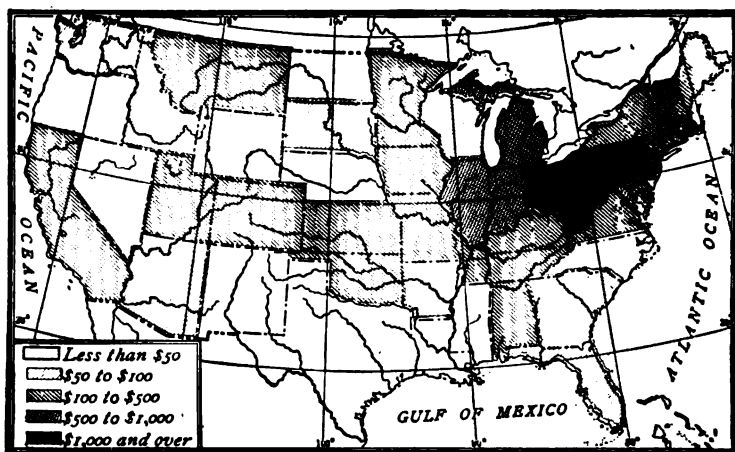 PACIFIC
OCEAN
ATLANTIC OCEAN
GULF OF MEXICO
Less than $50
$50 to $100
$100 to $500
$500 to $1,000
$1,000 and over